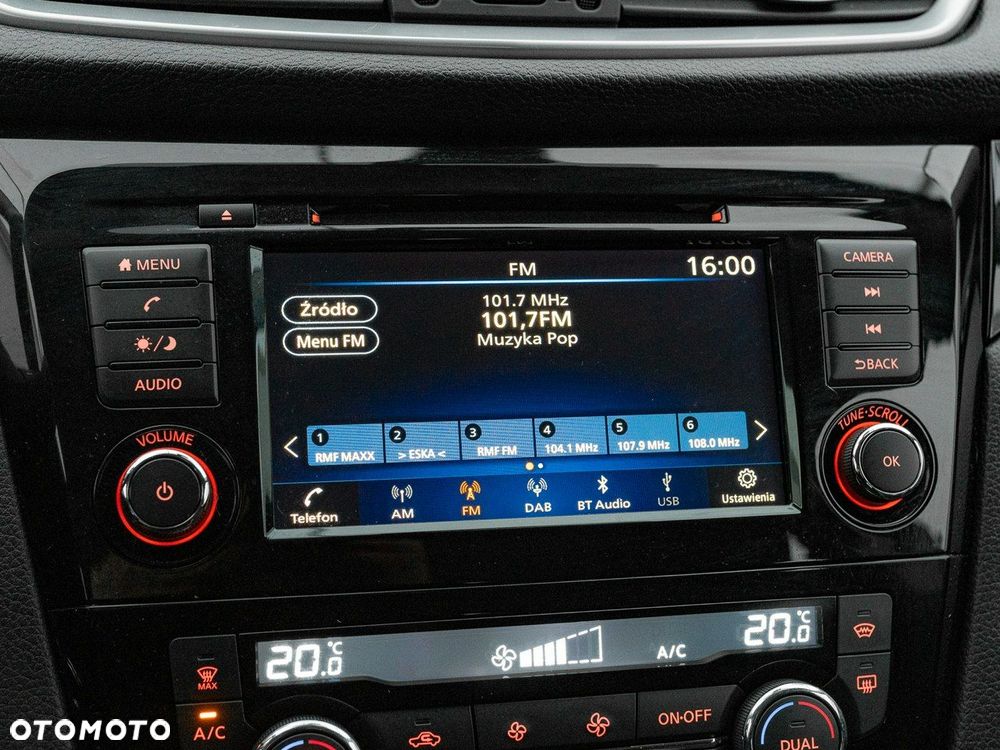 FM
16:00
MENU
CAMERA
Źródło
101.7 MHz
101,7FM
Menu FM
Muzyka Pop
AUDIO
BACK
VOLUME
TUNE·SCROLL
OK
1
2
3
4
5
6
RMF MAXX
> ESKA <
RMF FM
104.1 MHz
107.9 MHz
108.0 MHz
Telefon
AM
FM
DAB
BT Audio
USB
Ustawienia
20.0 °C
A/C
20.0 °C
MAX
A/C
ON·OFF
DUAL
OTOMOTO